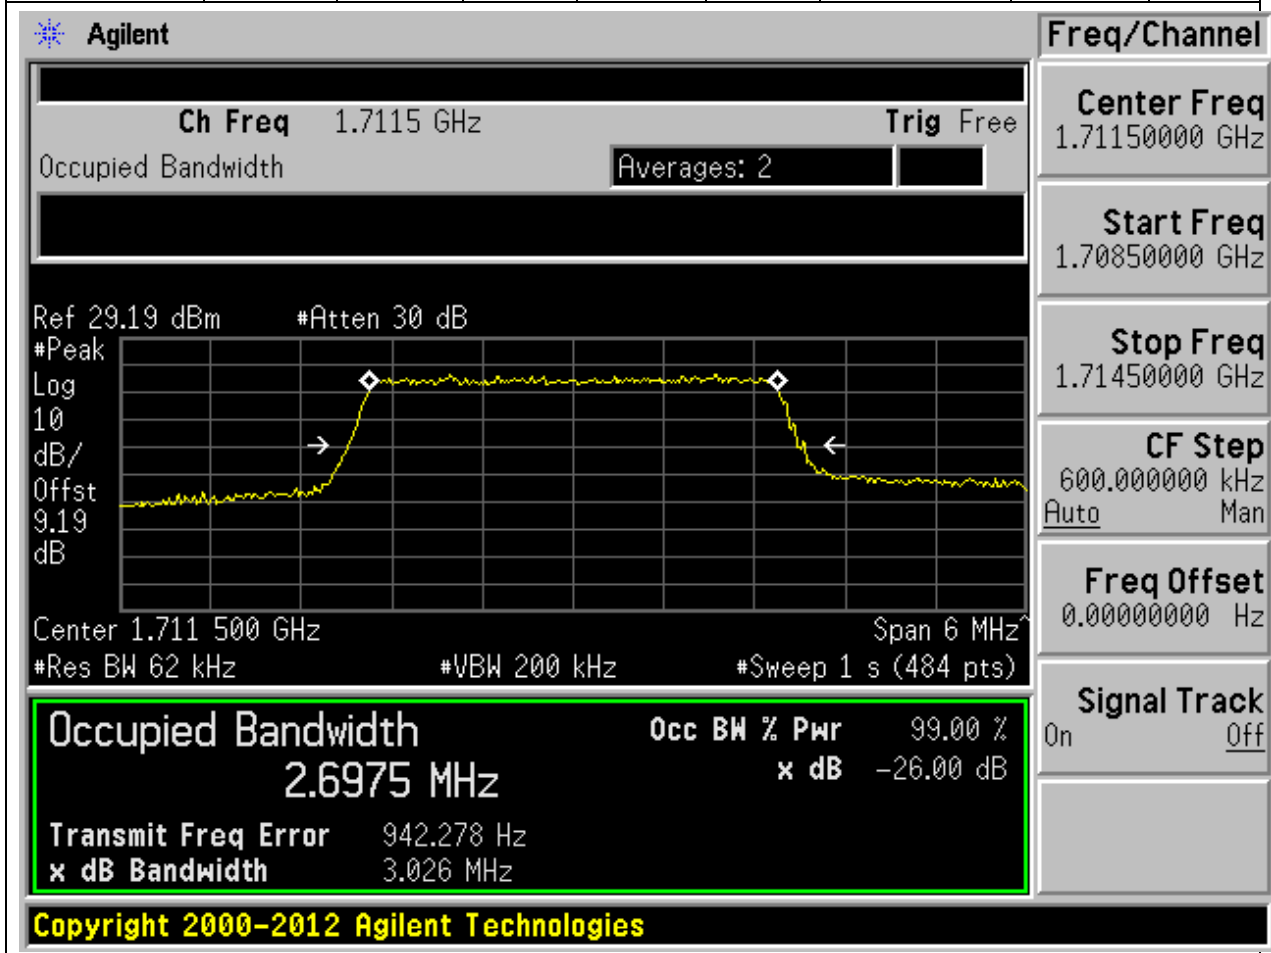 Agilent
Freq/Channel
Ch Freq 1.7115 GHz Trig Free
Occupied Bandwidth Averages: 2
Center Freq
1.71150000 GHz
Start Freq
1.70850000 GHz
Stop Freq
1.71450000 GHz
CF Step
600.000000 kHz
Auto Man
Freq Offset
0.00000000 Hz
Signal Track
On Off
Ref 29.19 dBm #Atten 30 dB
#Peak
Log
10
dB/
Offst
9.19
dB
Center 1.711 500 GHz Span 6 MHz^
#Res BW 62 kHz #VBW 200 kHz #Sweep 1 s (484 pts)
Occupied Bandwidth
2.6975 MHz
Occ BW % Pwr 99.00 %
x dB -26.00 dB
Transmit Freq Error 942.278 Hz
x dB Bandwidth 3.026 MHz
Copyright 2000-2012 Agilent Technologies